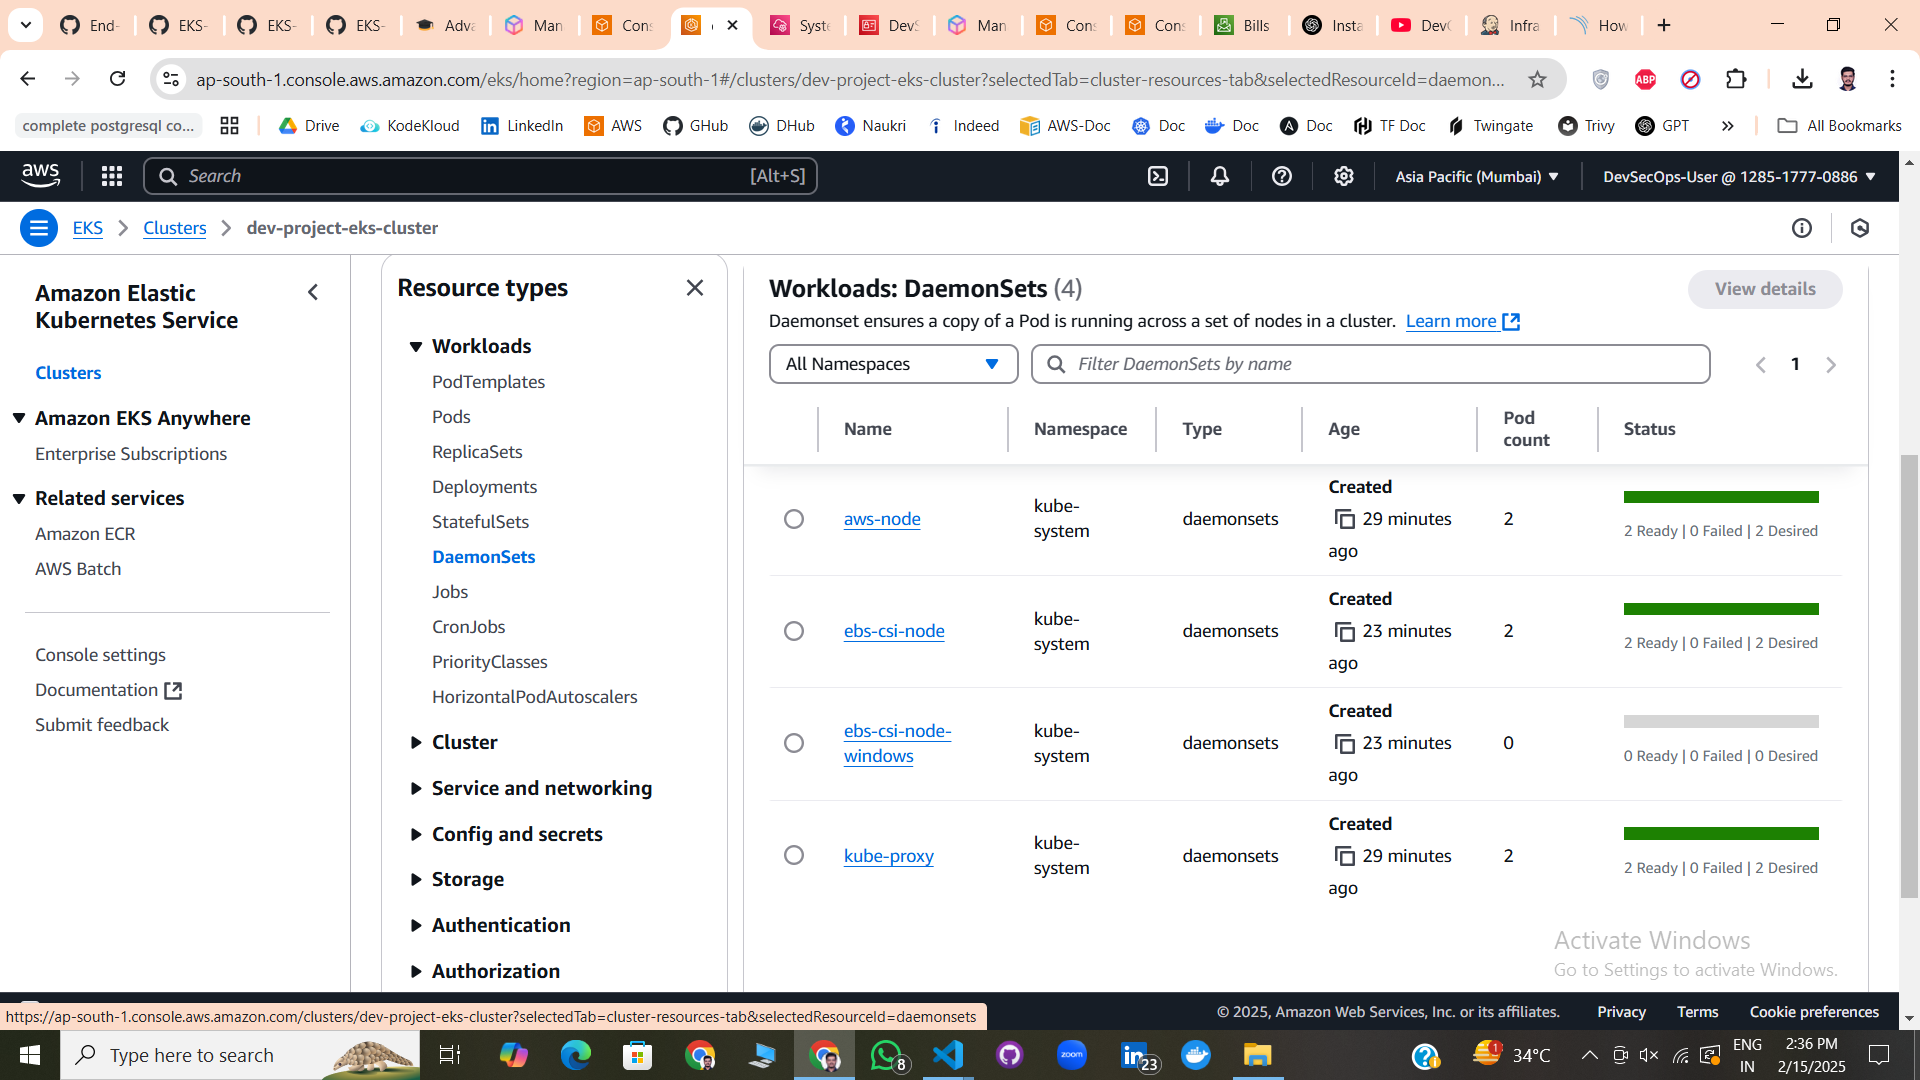 End-
EKS-
EKS-
EKS-
Adva
Man
Cons
Syste
DevS
Man
Cons
Cons
Bills
Insta
DevO
Infra
How
ap-south-1.console.aws.amazon.com/eks/home?region=ap-south-1#/clusters/dev-project-eks-cluster?selectedTab=cluster-resources-tab&selectedResourceId=daemon...
ABP
complete postgresql co...
Drive
KodeKloud
LinkedIn
AWS
GHub
DHub
Naukri
Indeed
AWS-Doc
Doc
Doc
Doc
TF Doc
Twingate
Trivy
GPT
All Bookmarks
aws
Search
[Alt+S]
Asia Pacific (Mumbai)
DevSecOps-User @ 1285-1777-0886
EKS
Clusters
dev-project-eks-cluster
Amazon Elastic
Kubernetes Service
Clusters
Amazon EKS Anywhere
Enterprise Subscriptions
Related services
Amazon ECR
AWS Batch
Console settings
Documentation
Submit feedback
Resource types
Workloads
PodTemplates
Pods
ReplicaSets
Deployments
StatefulSets
DaemonSets
Jobs
CronJobs
PriorityClasses
HorizontalPodAutoscalers
Cluster
Service and networking
Config and secrets
Storage
Authentication
Authorization
Workloads: DaemonSets (4)
View details
Daemonset ensures a copy of a Pod is running across a set of nodes in a cluster. Learn more
All Namespaces
Filter DaemonSets by name
1
Name
Namespace
Type
Age
Pod
count
Status
aws-node
kube-
system
daemonsets
Created
29 minutes
ago
2
2 Ready | 0 Failed | 2 Desired
ebs-csi-node
kube-
system
daemonsets
Created
23 minutes
ago
2
2 Ready | 0 Failed | 2 Desired
ebs-csi-node-
windows
kube-
system
daemonsets
Created
23 minutes
ago
0
0 Ready | 0 Failed | 0 Desired
kube-proxy
kube-
system
daemonsets
Created
29 minutes
ago
2
2 Ready | 0 Failed | 2 Desired
Activate Windows
Go to Settings to activate Windows.
https://ap-south-1.console.aws.amazon.com/clusters/dev-project-eks-cluster?selectedTab=cluster-resources-tab&selectedResourceId=daemonsets
© 2025, Amazon Web Services, Inc. or its affiliates.
Privacy
Terms
Cookie preferences
Type here to search
8
zoom
23
1
34°C
ENG
IN
2:36 PM
2/15/2025